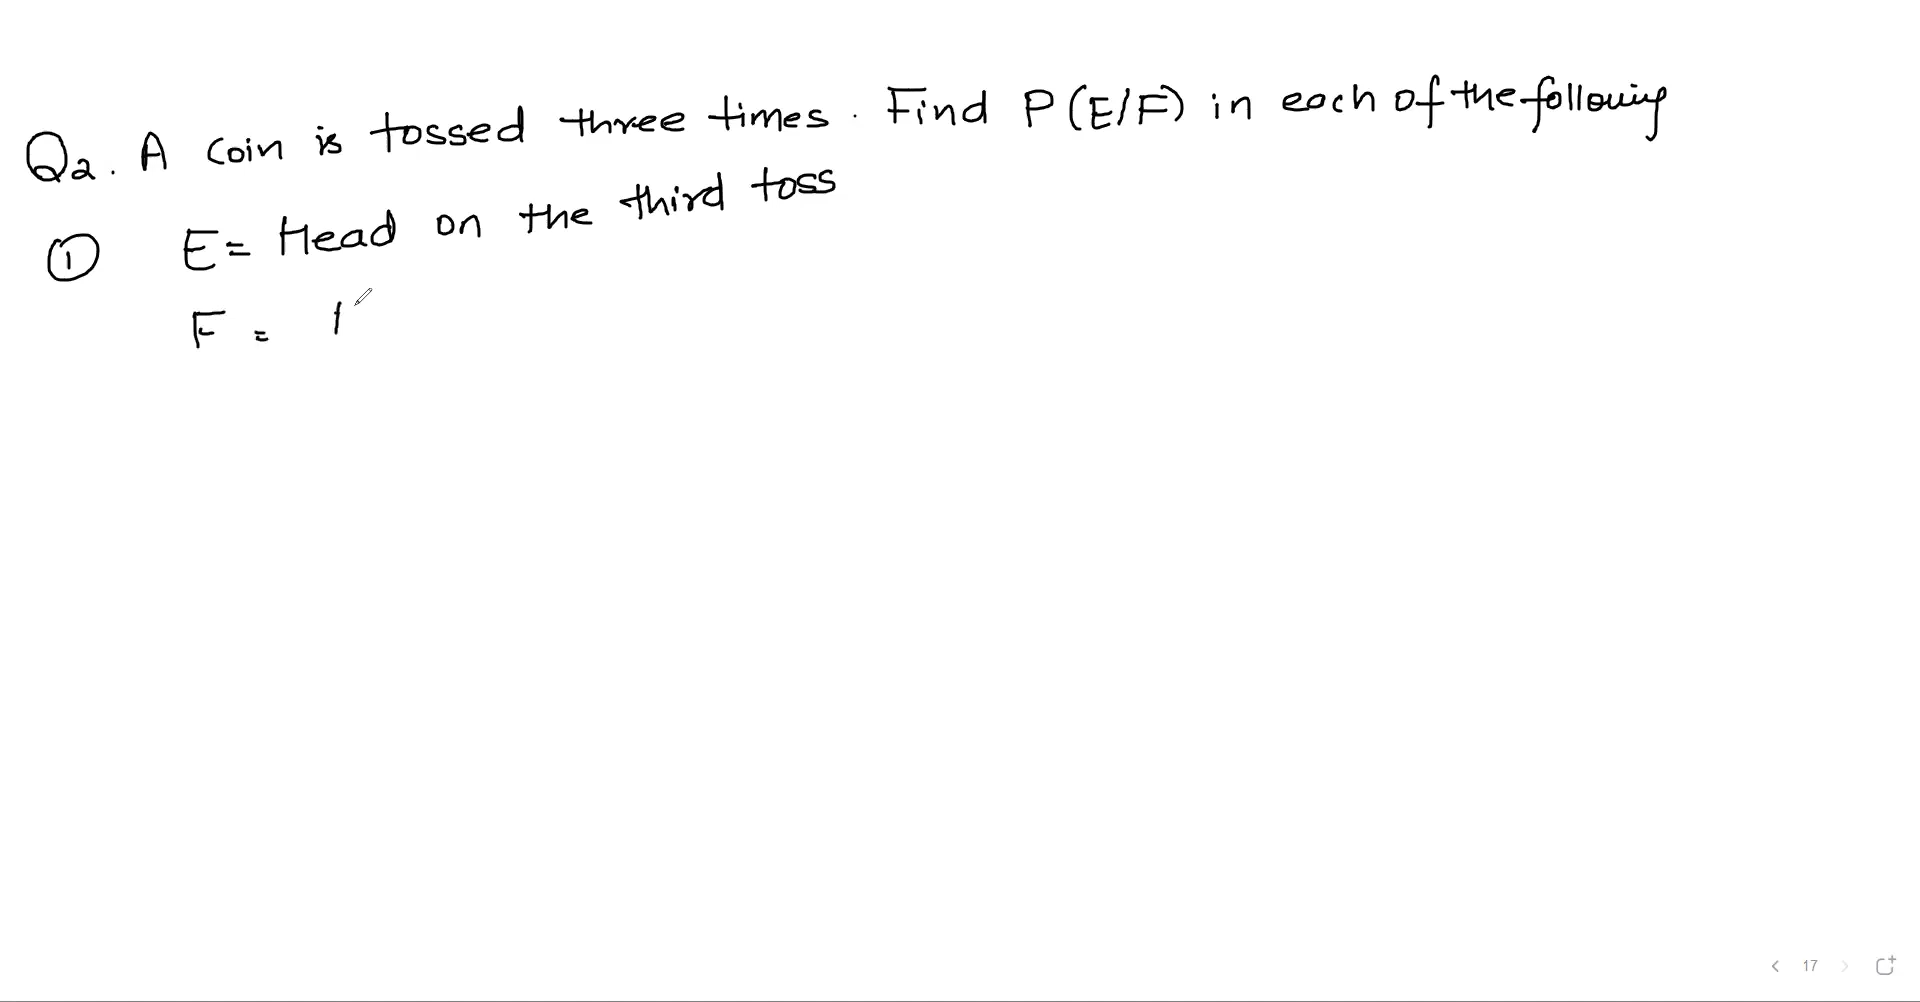 Q2. A coin is tossed three times. Find P(E/F) in each of the following
① E = Head on the third toss
F =
17